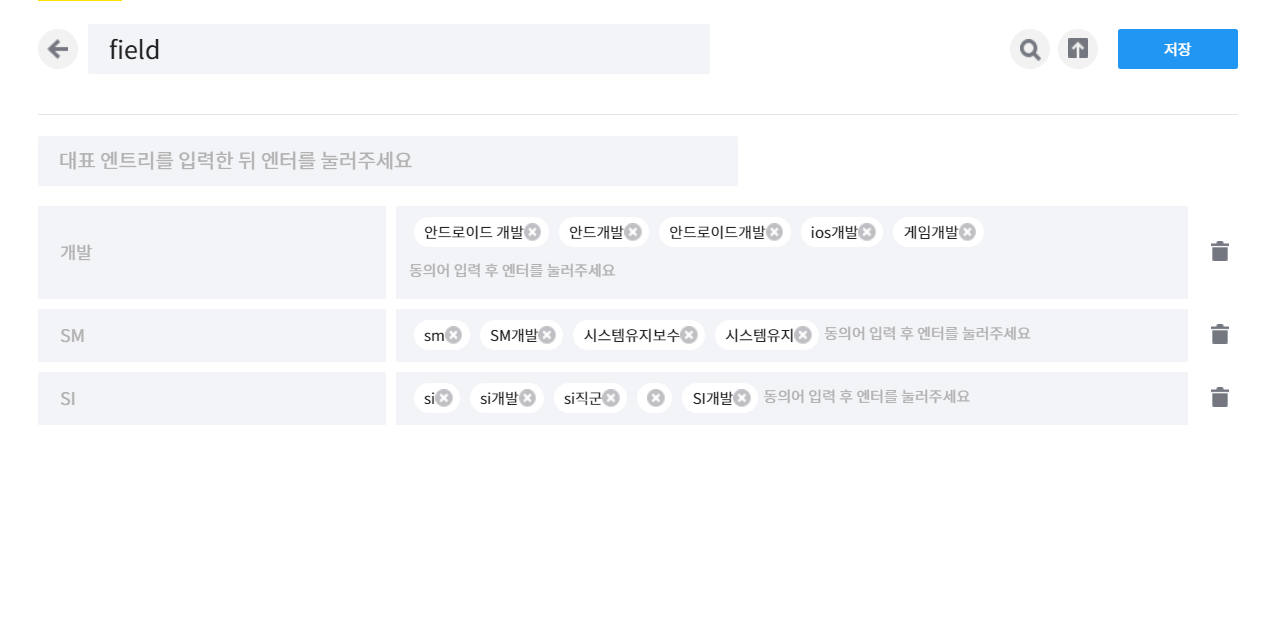 field
저장
대표 엔트리를 입력한 뒤 엔터를 눌러주세요
개발
안드로이드 개발 안드개발 안드로이드개발 ios개발 게임개발
동의어 입력 후 엔터를 눌러주세요
SM
sm SM개발 시스템유지보수 시스템유지 동의어 입력 후 엔터를 눌러주세요
SI
si si개발 si직군 SI개발 동의어 입력 후 엔터를 눌러주세요